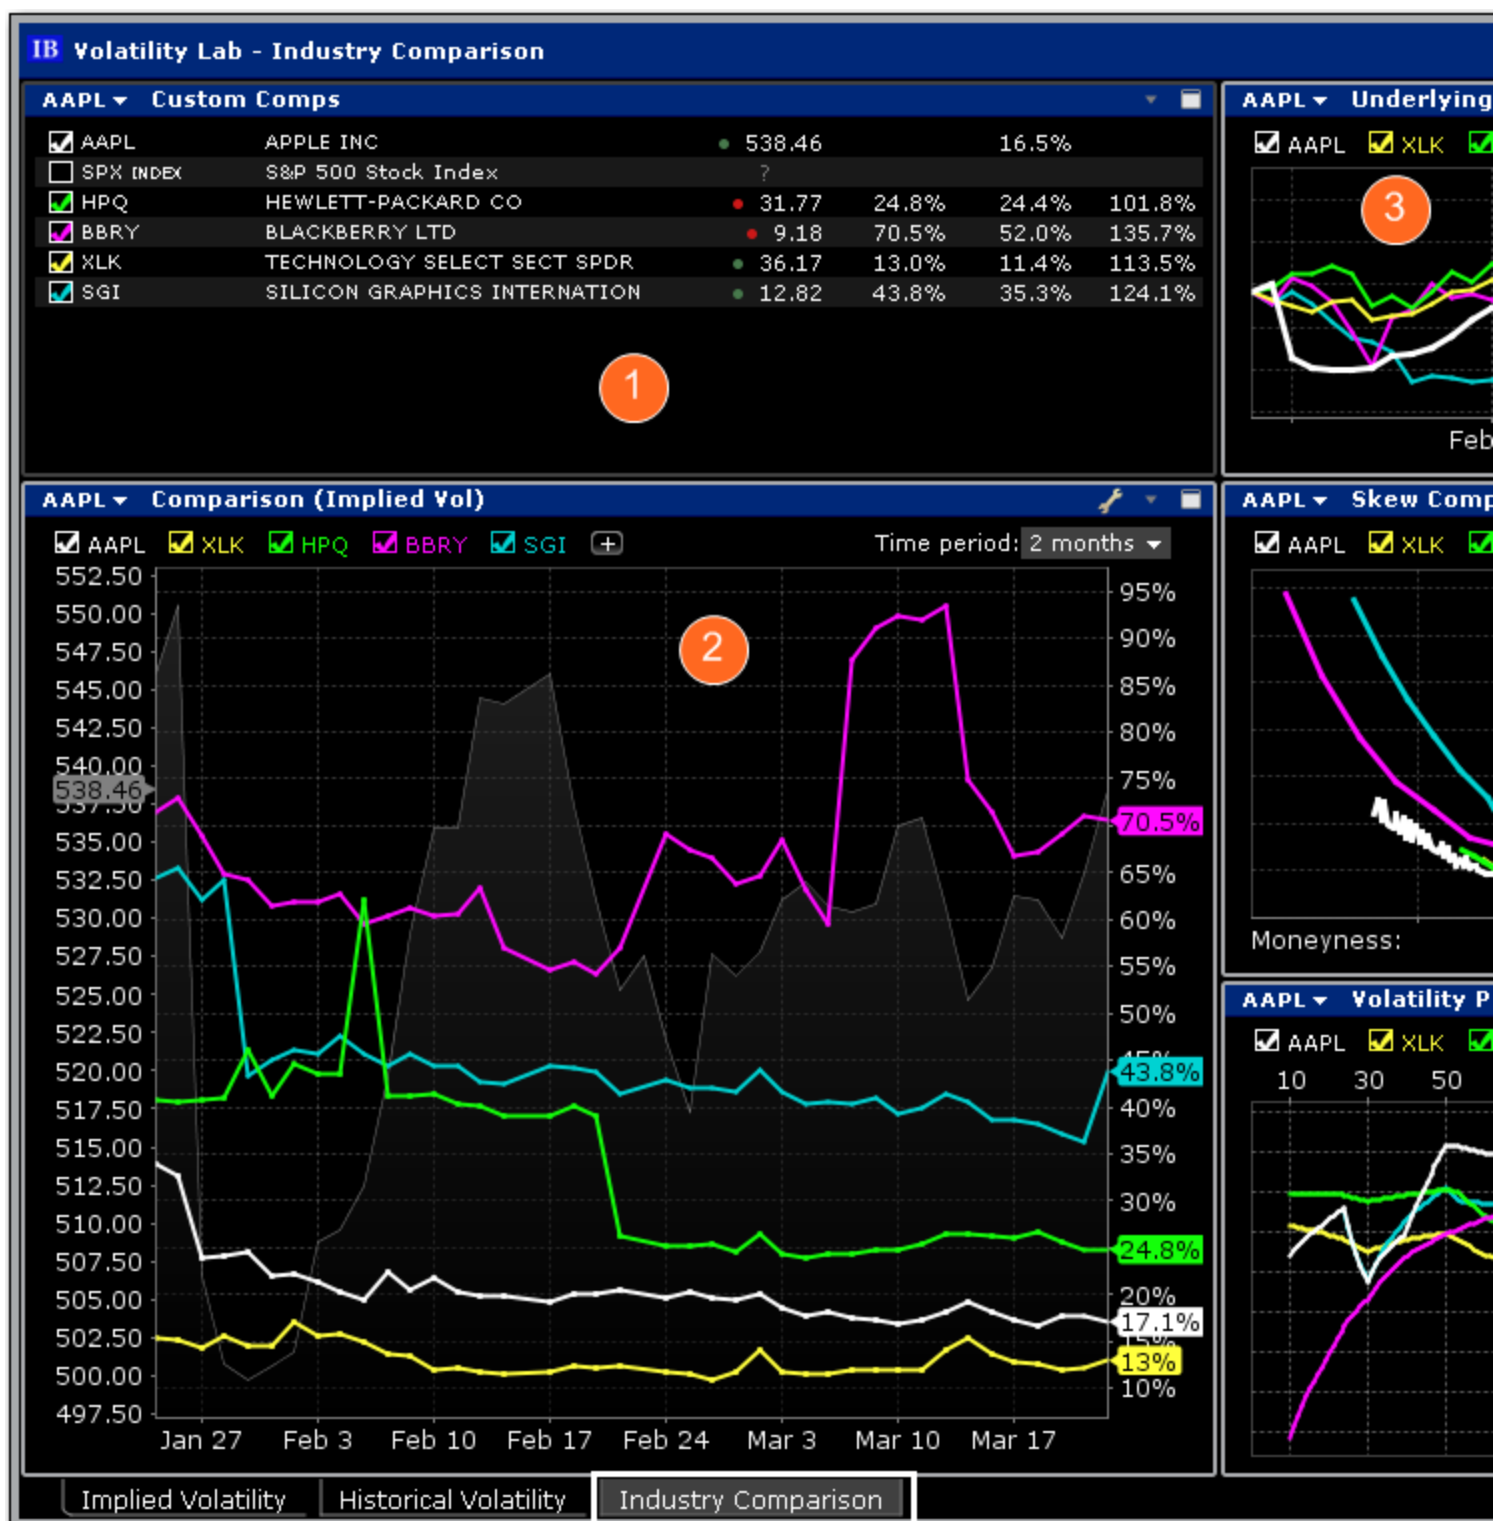 IB Volatility Lab - Industry Comparison
AAPL Custom Comps
AAPL APPLE INC 538.46 16.5%
SPX INDEX S&P 500 Stock Index ?
HPQ HEWLETT-PACKARD CO 31.77 24.8% 24.4% 101.8%
BBRY BLACKBERRY LTD 9.18 70.5% 52.0% 135.7%
XLK TECHNOLOGY SELECT SECT SPDR 36.17 13.0% 11.4% 113.5%
SGI SILICON GRAPHICS INTERNATION 12.82 43.8% 35.3% 124.1%
1
AAPL Comparison (Implied Vol)
AAPL XLK HPQ BBRY SGI + Time period: 2 months
2
552.50
550.00
547.50
545.00
542.50
540.00
538.46
537.50
535.00
532.50
530.00
527.50
525.00
522.50
520.00
517.50
515.00
512.50
510.00
507.50
505.00
502.50
500.00
497.50
95%
90%
85%
80%
75%
70.5%
65%
60%
55%
50%
45%
43.8%
40%
35%
30%
24.8%
20%
17.1%
15%
13%
10%
Jan 27 Feb 3 Feb 10 Feb 17 Feb 24 Mar 3 Mar 10 Mar 17
Implied Volatility Historical Volatility Industry Comparison
AAPL Underlying
AAPL XLK
3
Feb
AAPL Skew Comp
AAPL XLK
Moneyness:
AAPL Volatility P
AAPL XLK
10 30 50